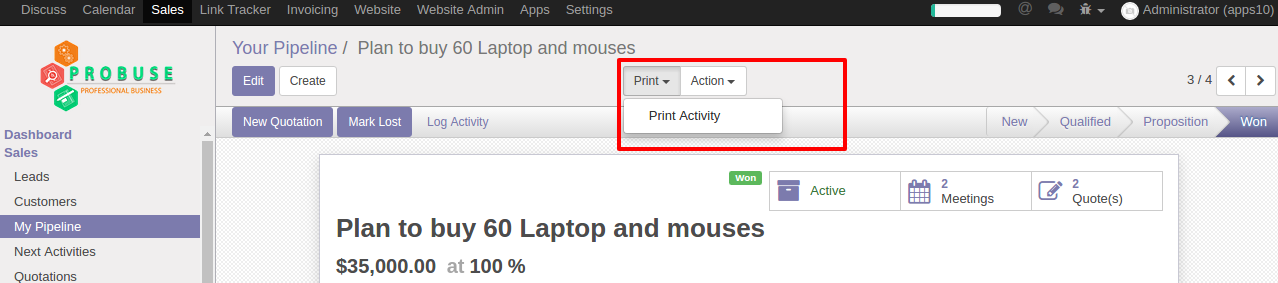 Discuss Calendar Sales Link Tracker Invoicing Website Website Admin Apps Settings @ Administrator (apps10)
PROBUSE
PROFESSIONAL BUSINESS
Your Pipeline / Plan to buy 60 Laptop and mouses
Edit Create Print Action 3 / 4
Print Activity
New Quotation Mark Lost Log Activity New Qualified Proposition Won
Dashboard
Sales
Leads
Customers
My Pipeline
Next Activities
Quotations
Won
Active
2 Meetings
2 Quote(s)
Plan to buy 60 Laptop and mouses
$35,000.00 at 100 %